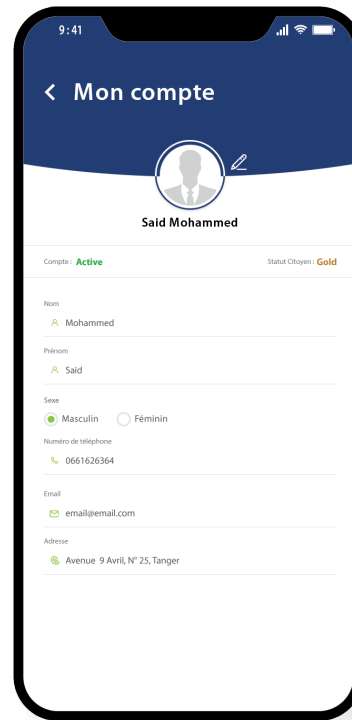 9:41
Mon compte
Said Mohammed
Compte : Active Statut Citoyen : Gold
Nom
Mohammed
Prénom
Said
Sexe
Masculin Féminin
Numéro de téléphone
0661626364
Email
email@email.com
Adresse
Avenue 9 Avril, N° 25, Tanger